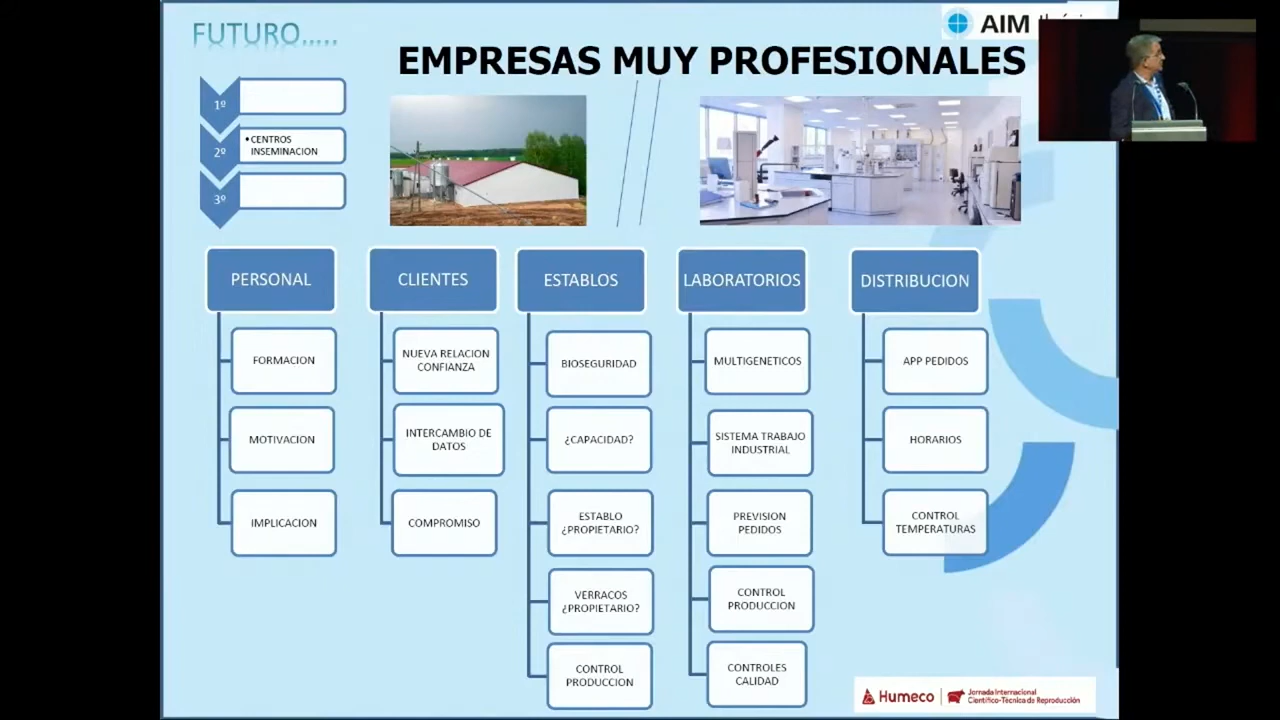 FUTURO.....
AIM
EMPRESAS MUY PROFESIONALES
1º
2º
•CENTROS
INSEMINACION
3º
PERSONAL
FORMACION
MOTIVACION
IMPLICACION
CLIENTES
NUEVA RELACION
CONFIANZA
INTERCAMBIO DE
DATOS
COMPROMISO
ESTABLOS
BIOSEGURIDAD
¿CAPACIDAD?
ESTABLO
¿PROPIETARIO?
VERRACOS
¿PROPIETARIO?
CONTROL
PRODUCCION
LABORATORIOS
MULTIGENETICOS
SISTEMA TRABAJO
INDUSTRIAL
PREVISION
PEDIDOS
CONTROL
PRODUCCION
CONTROLES
CALIDAD
DISTRIBUCION
APP PEDIDOS
HORARIOS
CONTROL
TEMPERATURAS
Humeco
Jornada Internacional
Científico-Técnica de Reproducción